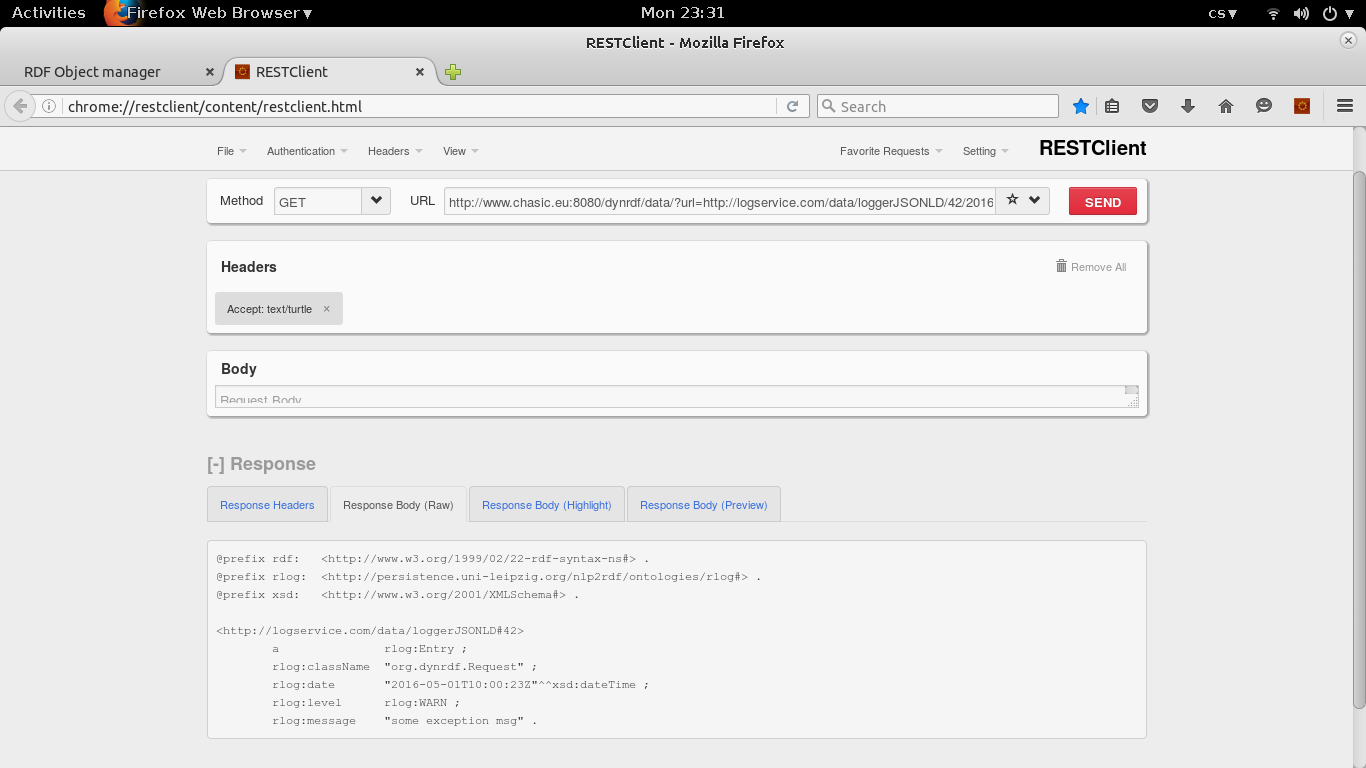 Activities Firefox Web Browser Mon 23:31 cs
RESTClient - Mozilla Firefox
RDF Object manager RESTClient
chrome://restclient/content/restclient.html Search
File Authentication Headers View Favorite Requests Setting RESTClient
Method GET URL http://www.chasic.eu:8080/dynrdf/data/?url=http://logservice.com/data/loggerJSONLD/42/2016 SEND
Headers Remove All
Accept: text/turtle ×
Body
Request Body
[-] Response
Response Headers Response Body (Raw) Response Body (Highlight) Response Body (Preview)
@prefix rdf: <http://www.w3.org/1999/02/22-rdf-syntax-ns#> .
@prefix rlog: <http://persistence.uni-leipzig.org/nlp2rdf/ontologies/rlog#> .
@prefix xsd: <http://www.w3.org/2001/XMLSchema#> .
<http://logservice.com/data/loggerJSONLD#42>
a rlog:Entry ;
rlog:className "org.dynrdf.Request" ;
rlog:date "2016-05-01T10:00:23Z"^^xsd:dateTime ;
rlog:level rlog:WARN ;
rlog:message "some exception msg" .